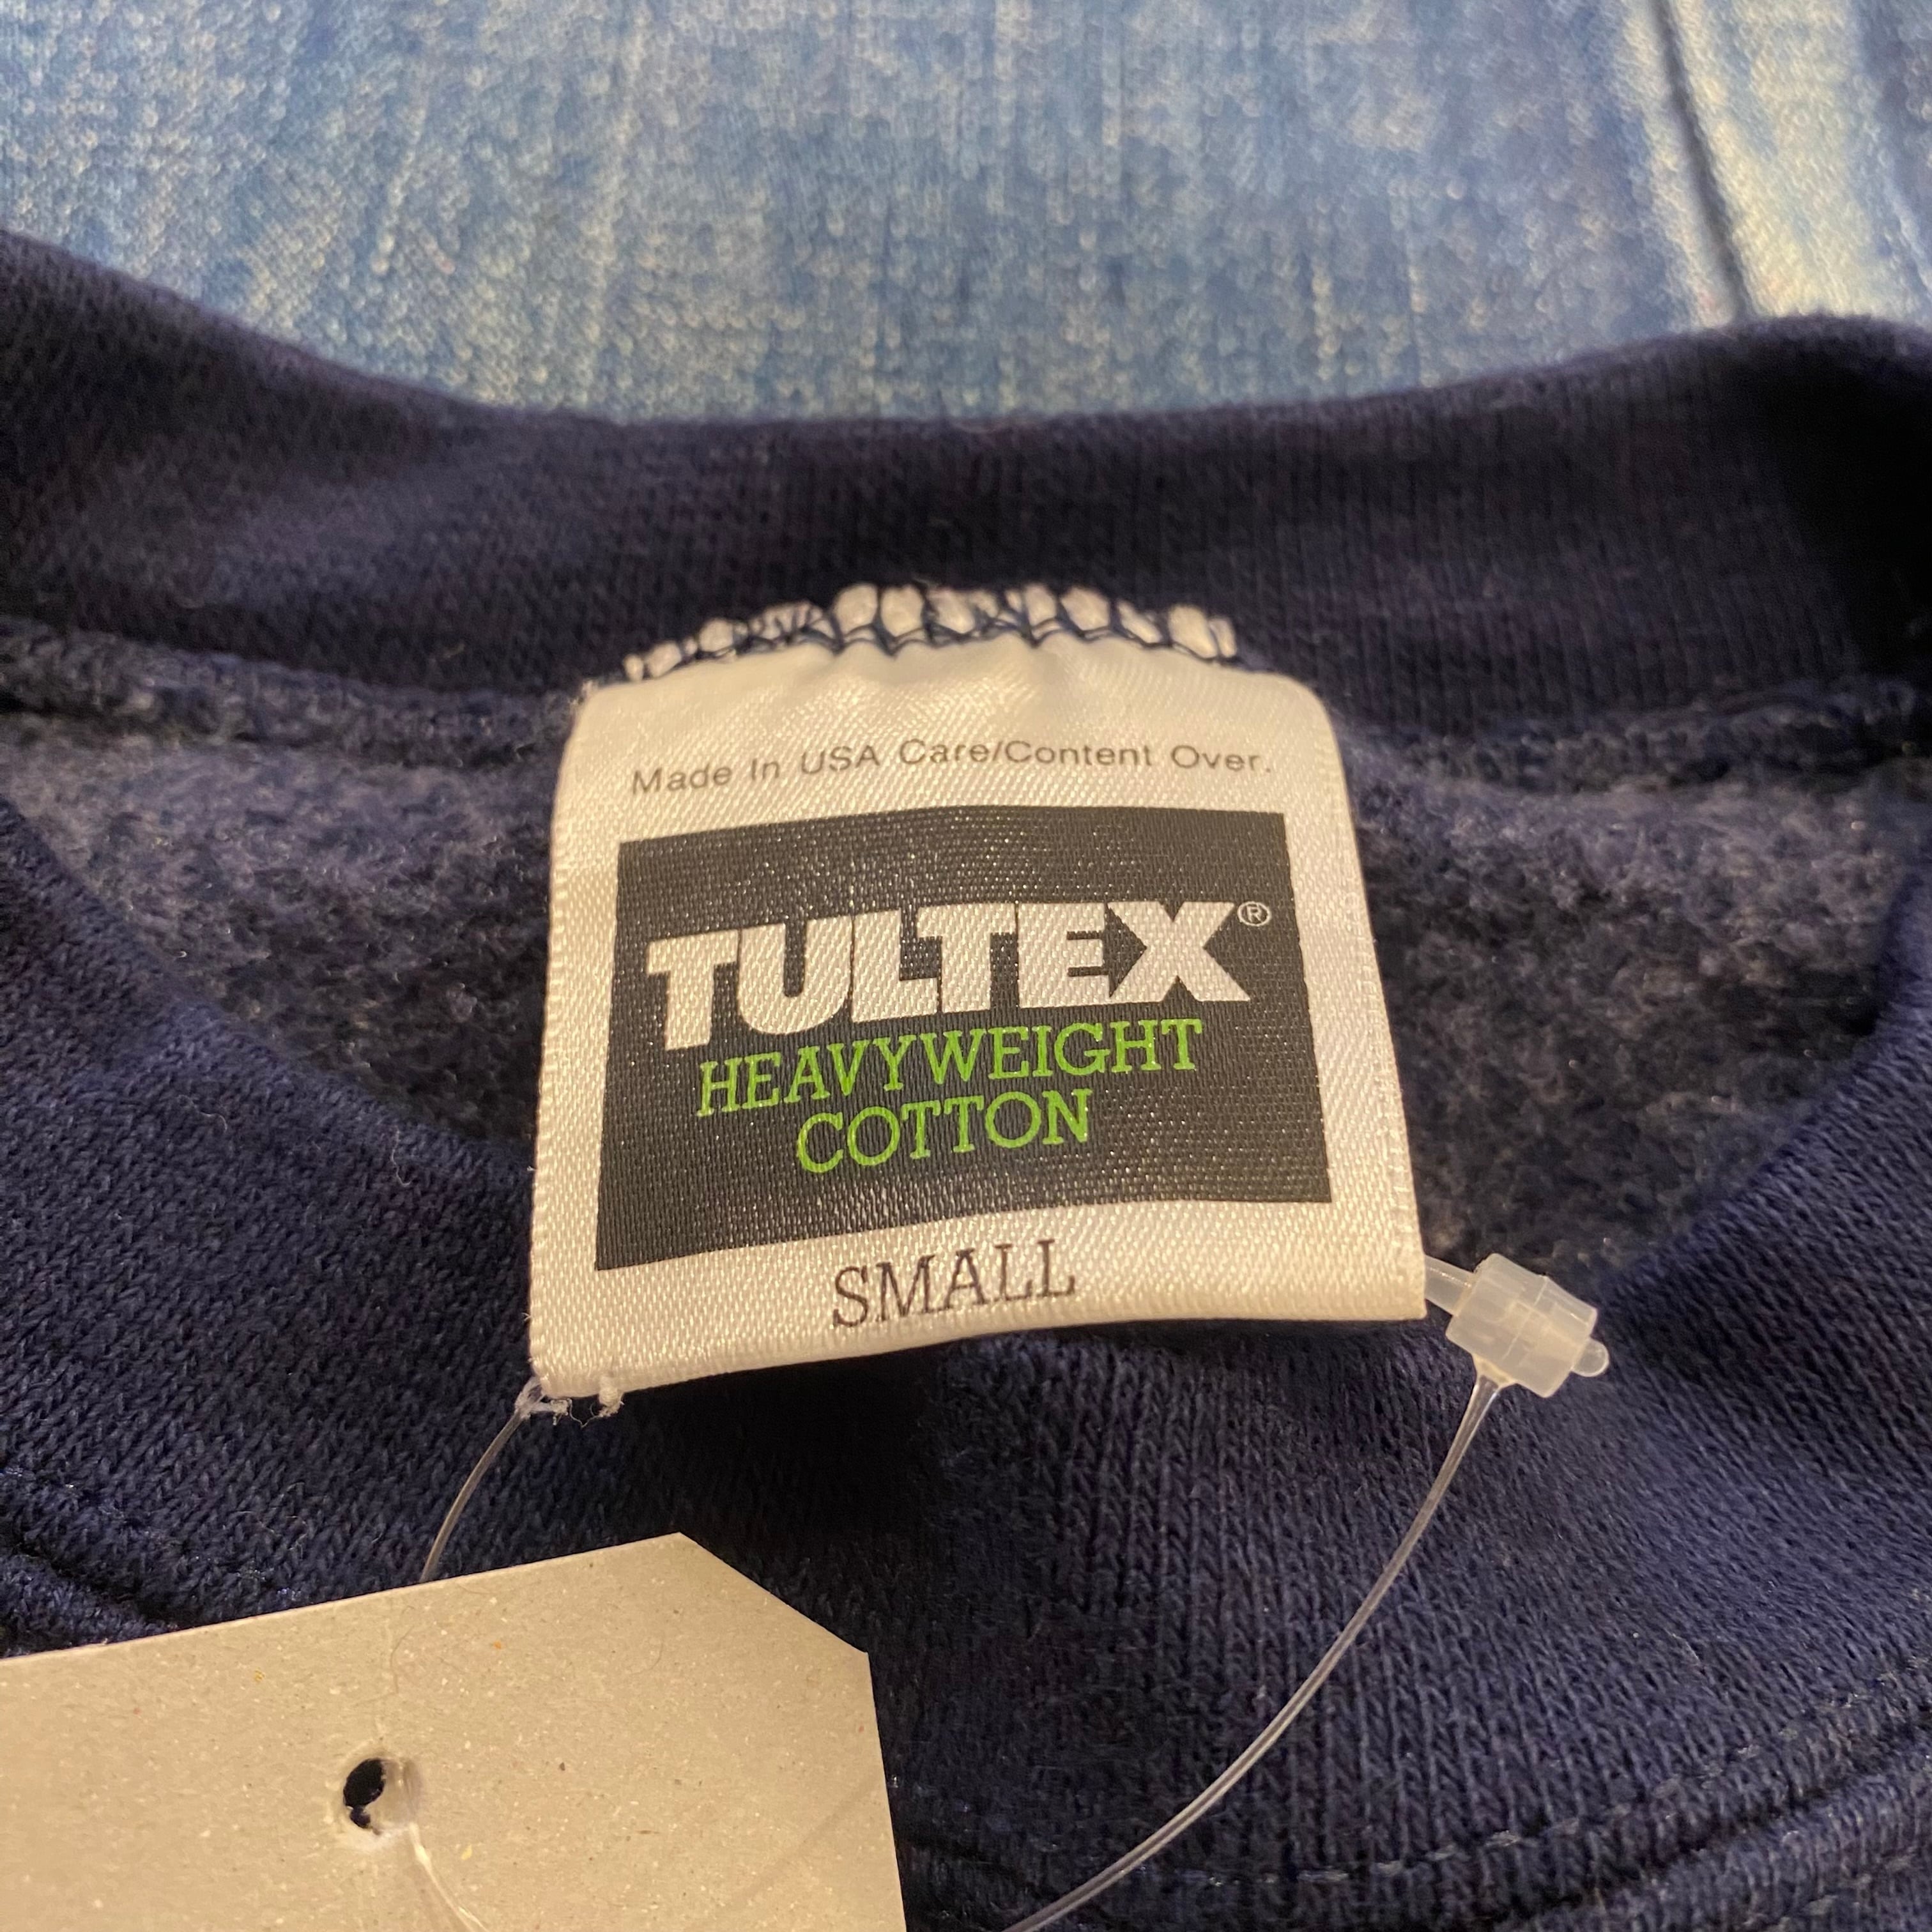 Made In USA Care/Content Over.
TULTEX®
HEAVYWEIGHT
COTTON
SMALL